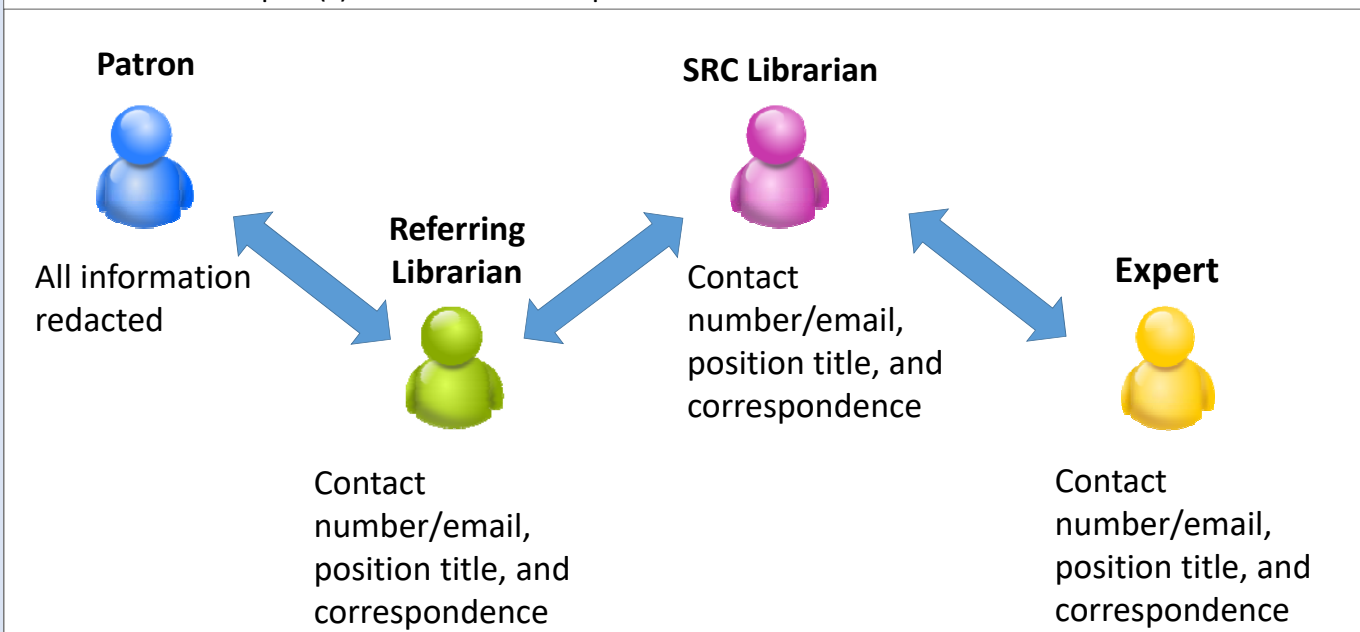 Patron
All information
redacted
Referring
Librarian
Contact
number/email,
position title, and
correspondence
SRC Librarian
Contact
number/email,
position title, and
correspondence
Expert
Contact
number/email,
position title, and
correspondence